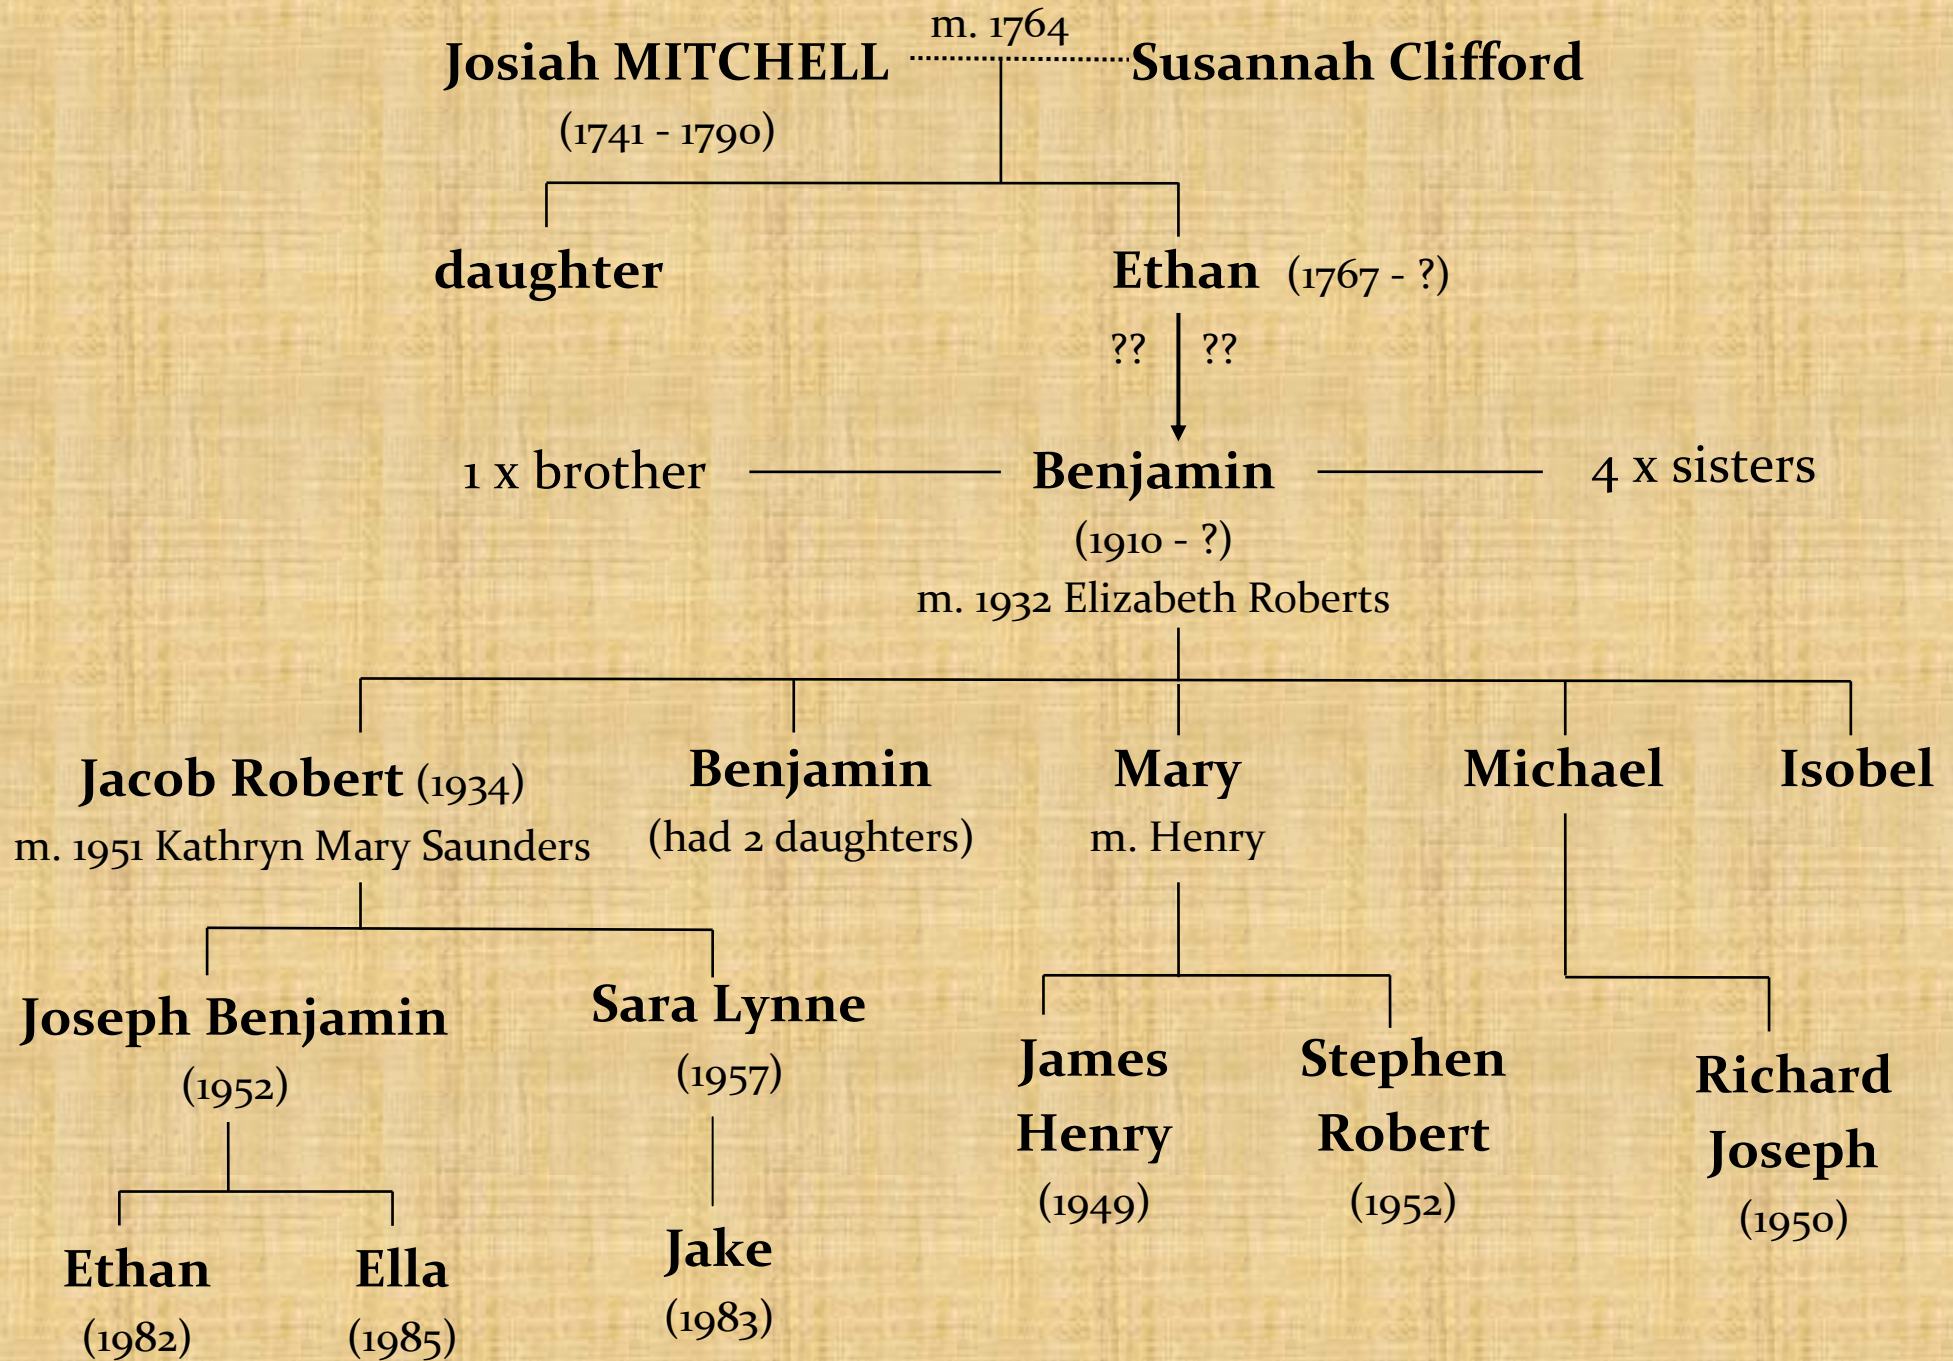 m. 1764
Josiah MITCHELL Susannah Clifford
(1741 - 1790)
daughter Ethan (1767 - ?)
?? ??
1 x brother Benjamin 4 x sisters
(1910 - ?)
m. 1932 Elizabeth Roberts
Jacob Robert (1934) Benjamin Mary Michael Isobel
m. 1951 Kathryn Mary Saunders (had 2 daughters) m. Henry
Joseph Benjamin Sara Lynne
(1952) (1957)
James Stephen Richard
Henry Robert Joseph
(1949) (1952) (1950)
Ethan Ella Jake
(1982) (1985) (1983)